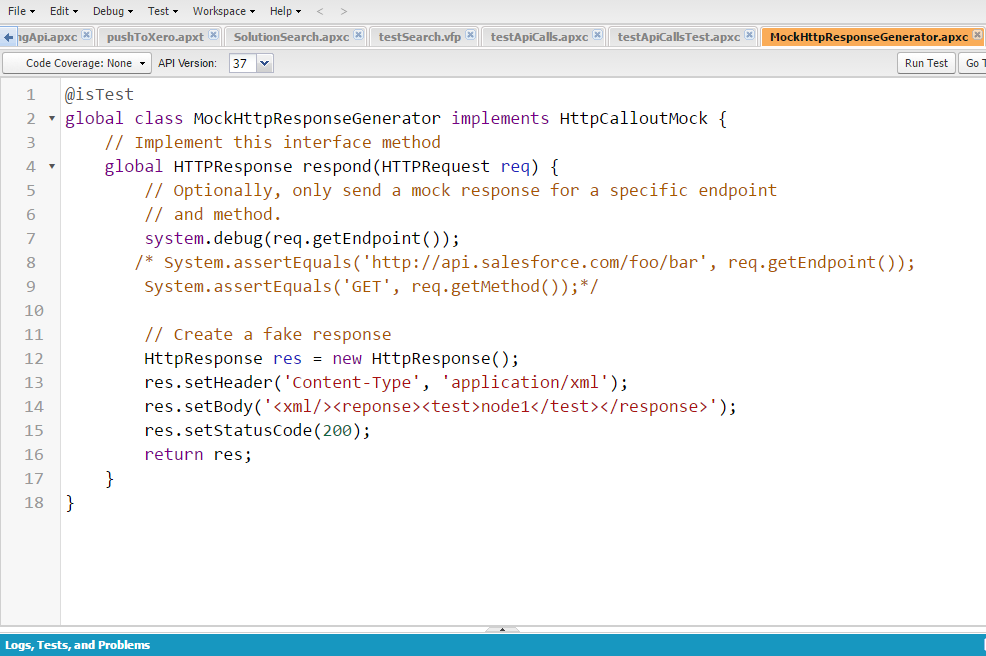 File Edit Debug Test Workspace Help < >
ngApi.apxc pushToXero.apxt SolutionSearch.apxc testSearch.vfp testApiCalls.apxc testApiCallsTest.apxc MockHttpResponseGenerator.apxc
Code Coverage: None API Version: 37 Run Test Go T
1 @isTest
2 global class MockHttpResponseGenerator implements HttpCalloutMock {
3 // Implement this interface method
4 global HTTPResponse respond(HTTPRequest req) {
5 // Optionally, only send a mock response for a specific endpoint
6 // and method.
7 system.debug(req.getEndpoint());
8 /* System.assertEquals('http://api.salesforce.com/foo/bar', req.getEndpoint());
9 System.assertEquals('GET', req.getMethod());*/
10
11 // Create a fake response
12 HttpResponse res = new HttpResponse();
13 res.setHeader('Content-Type', 'application/xml');
14 res.setBody('<xml/><reponse><test>node1</test></response>');
15 res.setStatusCode(200);
16 return res;
17 }
18 }
Logs, Tests, and Problems